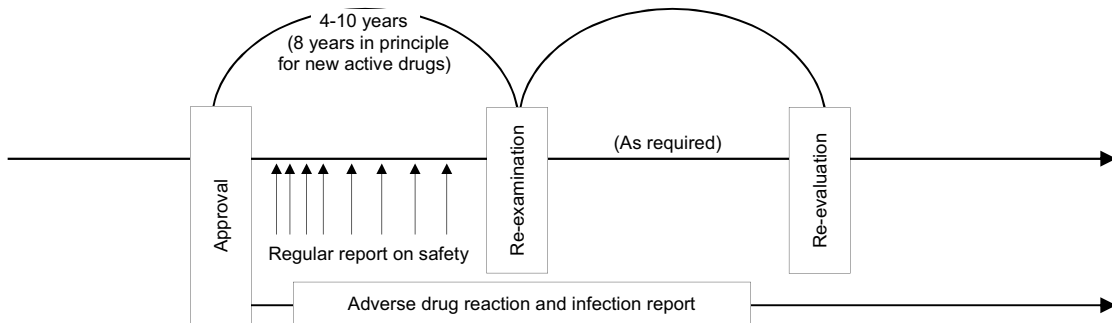 4-10 years
(8 years in principle
for new active drugs)
Approval
Regular report on safety
Re-examination
(As required)
Re-evaluation
Adverse drug reaction and infection report